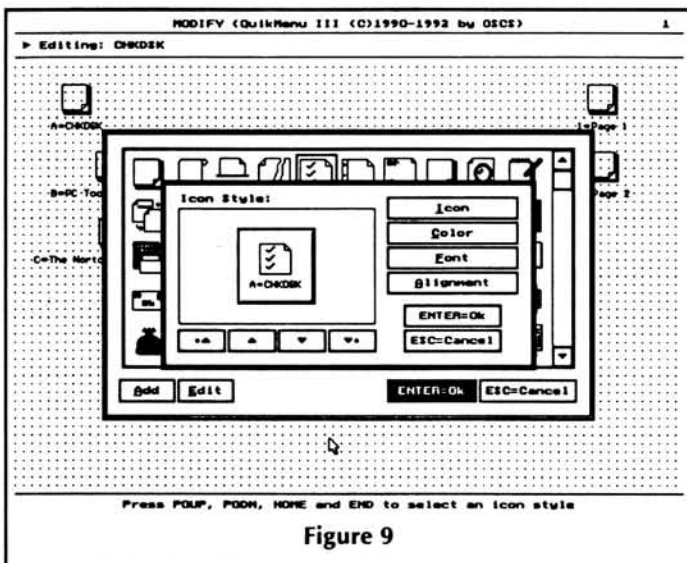 MODIFY (QuikMenu III (C)1990-1992 by OSCS) 1
► Editing: CHKDSK
A=CHKDSK
1=Page 1
B=PC Too
Page 2
C=The Norto
Icon Style:
Icon
Color
Font
Alignment
A=CHKDSK
ENTER=Ok
ESC=Cancel
Add
Edit
ENTER=Ok
ESC=Cancel
Press PGUP, PGDN, HOME and END to select an icon style
Figure 9